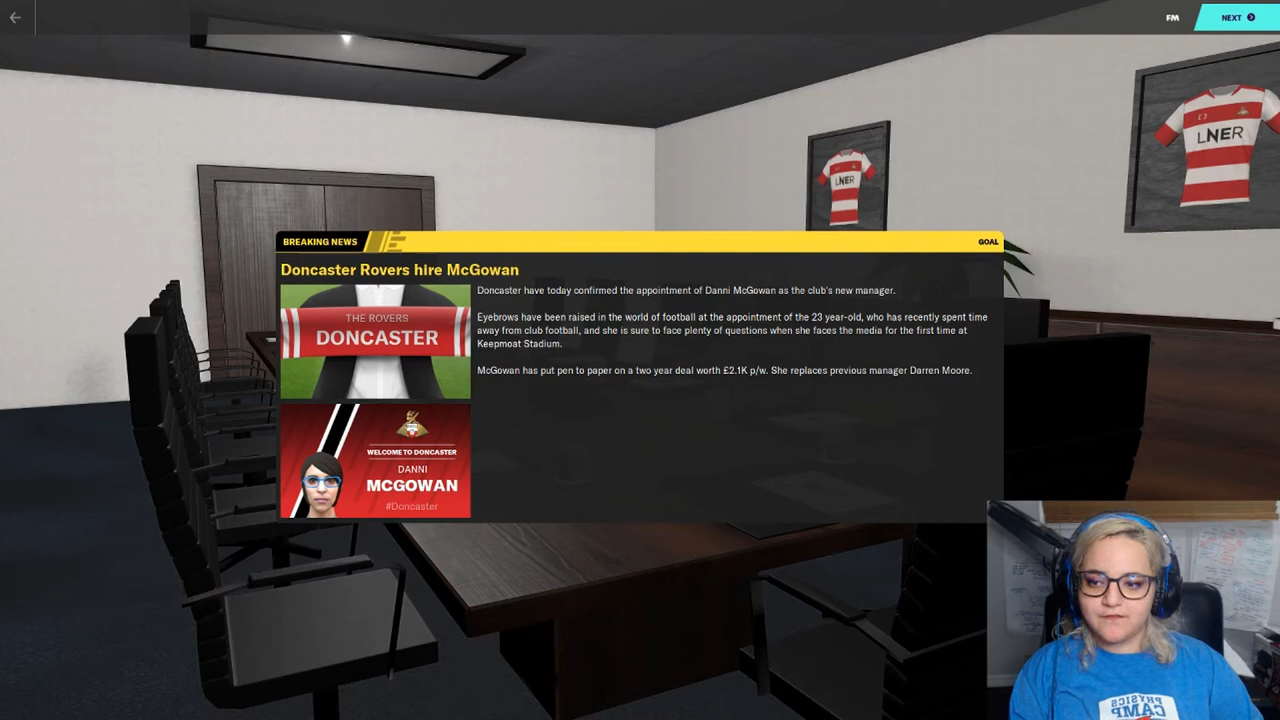 FM
NEXT
LNER
LNER
BREAKING NEWS
GOAL
Doncaster Rovers hire McGowan
THE ROVERS
DONCASTER
Doncaster have today confirmed the appointment of Danni McGowan as the club's new manager.
Eyebrows have been raised in the world of football at the appointment of the 23 year-old, who has recently spent time
away from club football, and she is sure to face plenty of questions when she faces the media for the first time at
Keepmoat Stadium.
McGowan has put pen to paper on a two year deal worth £2.1K p/w. She replaces previous manager Darren Moore.
WELCOME TO DONCASTER
DANNI
MCGOWAN
#Doncaster
PHYSICS
CAMP